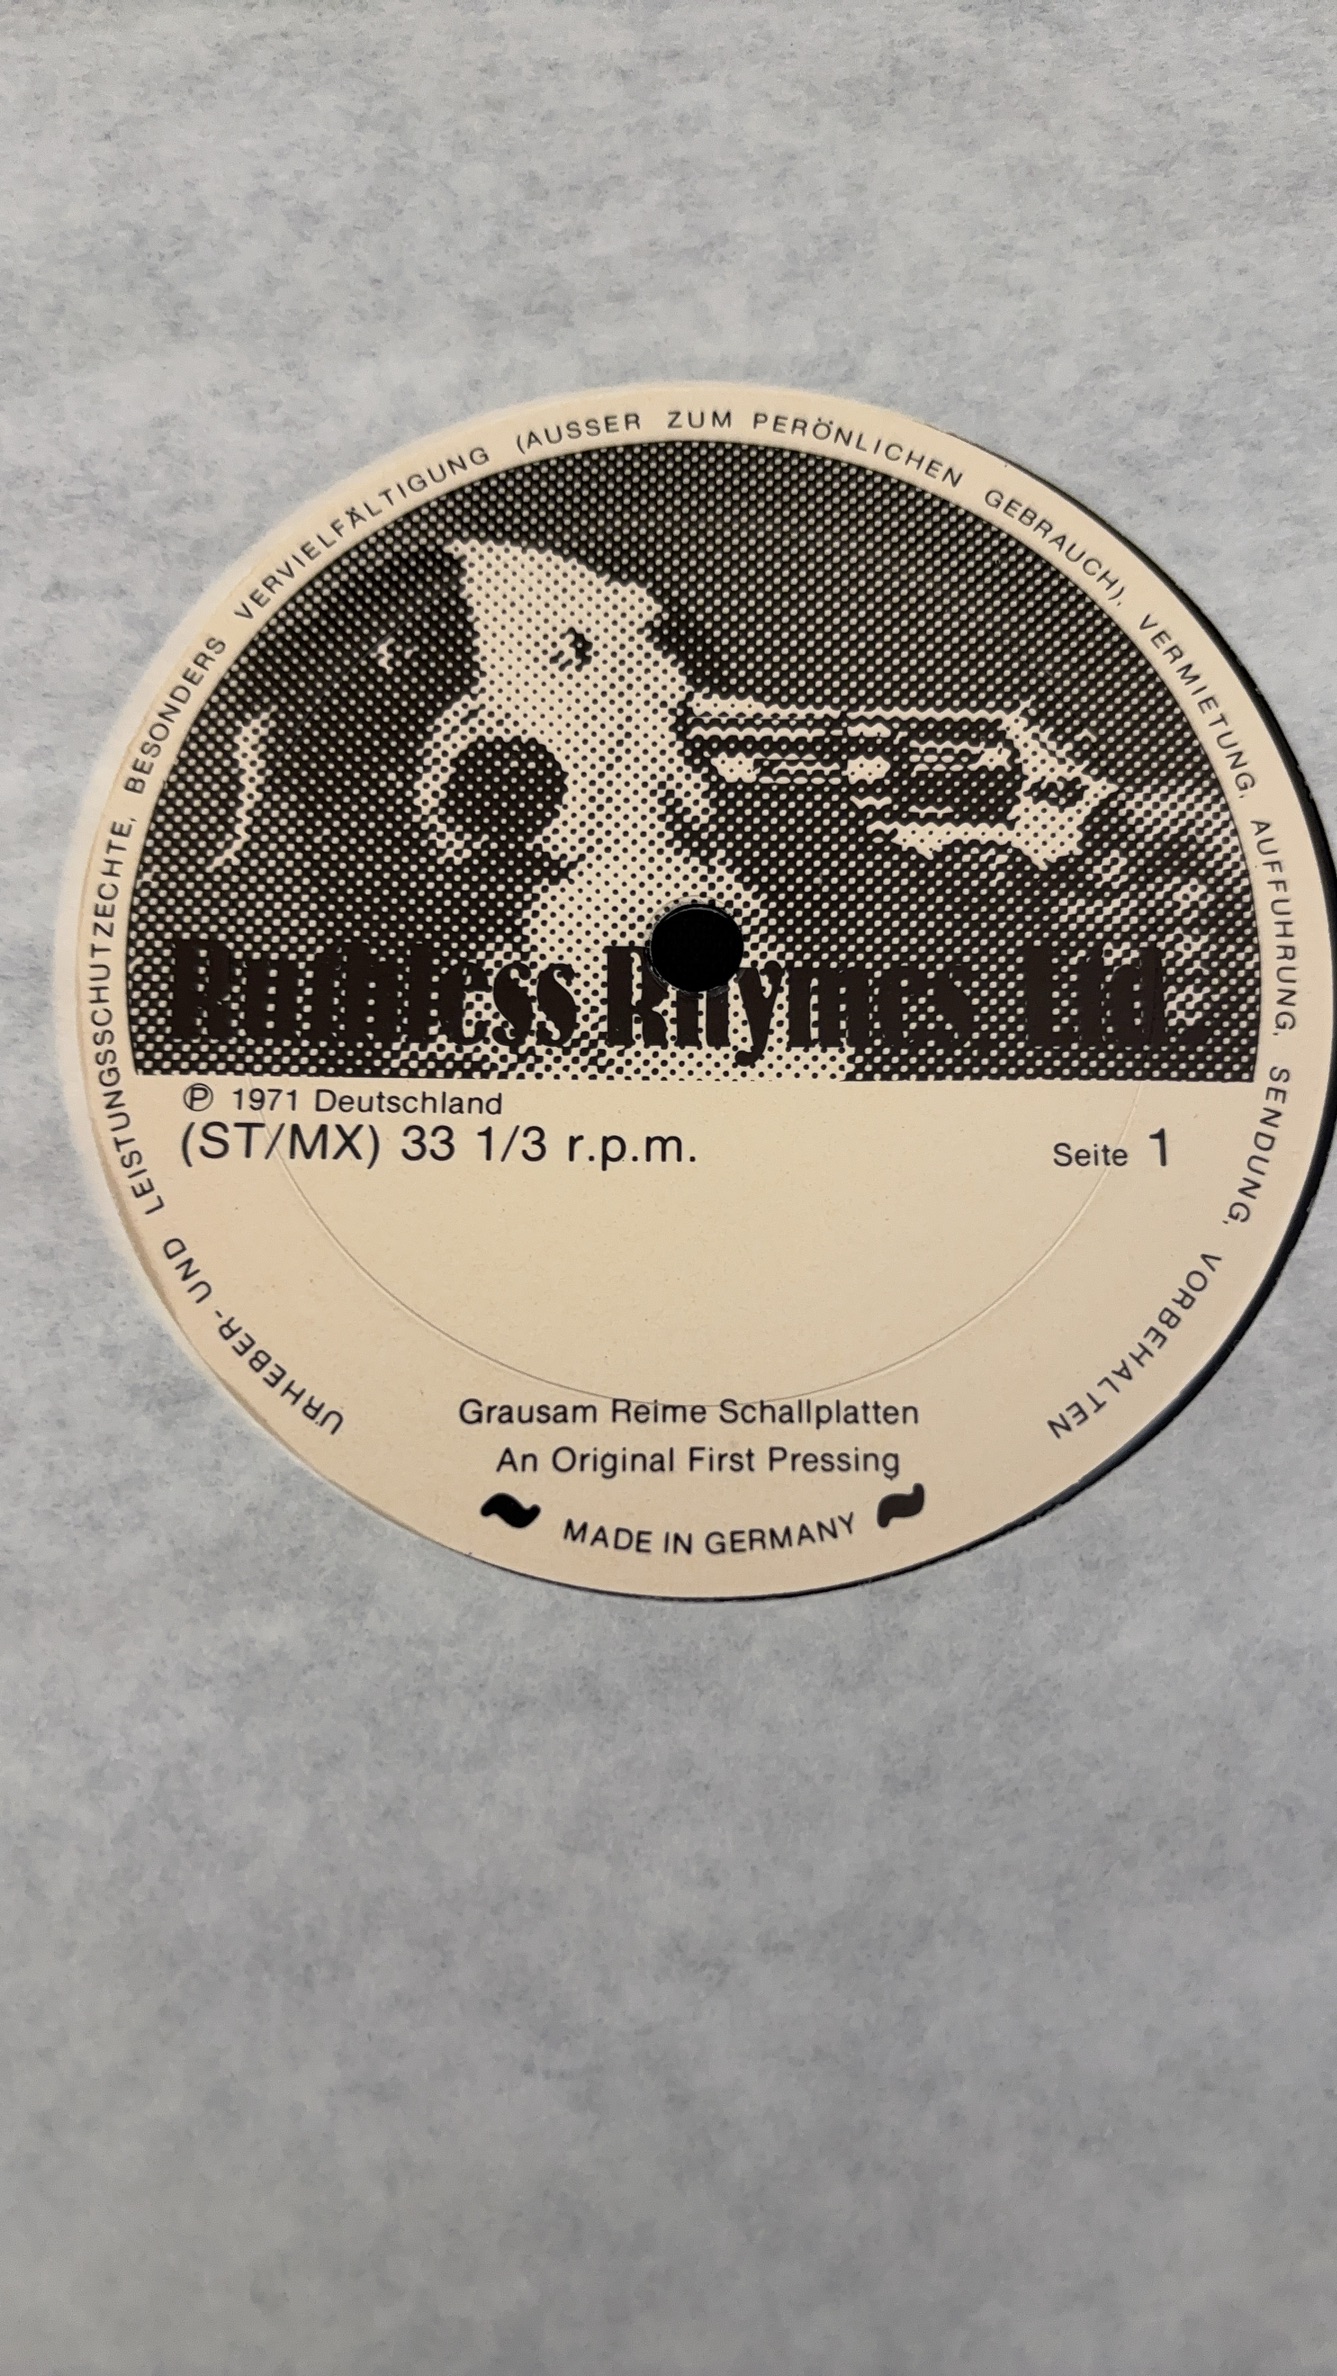 URHEBER- UND LEISTUNGSSCHUTZECHTE, BESONDERS VERVIELFÄLTIGUNG (AUSSER ZUM PERÖNLICHEN GEBRAUCH), VERMIETUNG, AUFFUHRUNG, SENDUNG, VORBEHALTEN
Ruthless Rhymes Ltd.
℗ 1971 Deutschland
(ST/MX) 33 1/3 r.p.m.
Seite 1
Grausam Reime Schallplatten
An Original First Pressing
MADE IN GERMANY